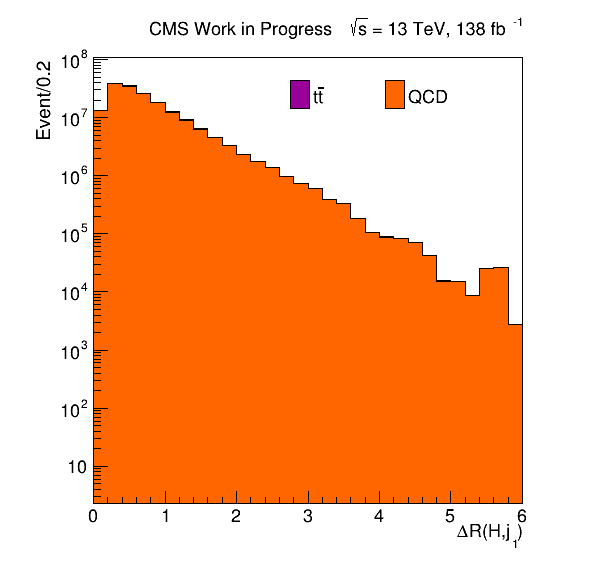 CMS Work in Progress √s = 13 TeV, 138 fb⁻¹
Event/0.2
10⁸
10⁷
10⁶
10⁵
10⁴
10³
10²
10
tt̄
QCD
0 1 2 3 4 5 6
ΔR(H,j₁)